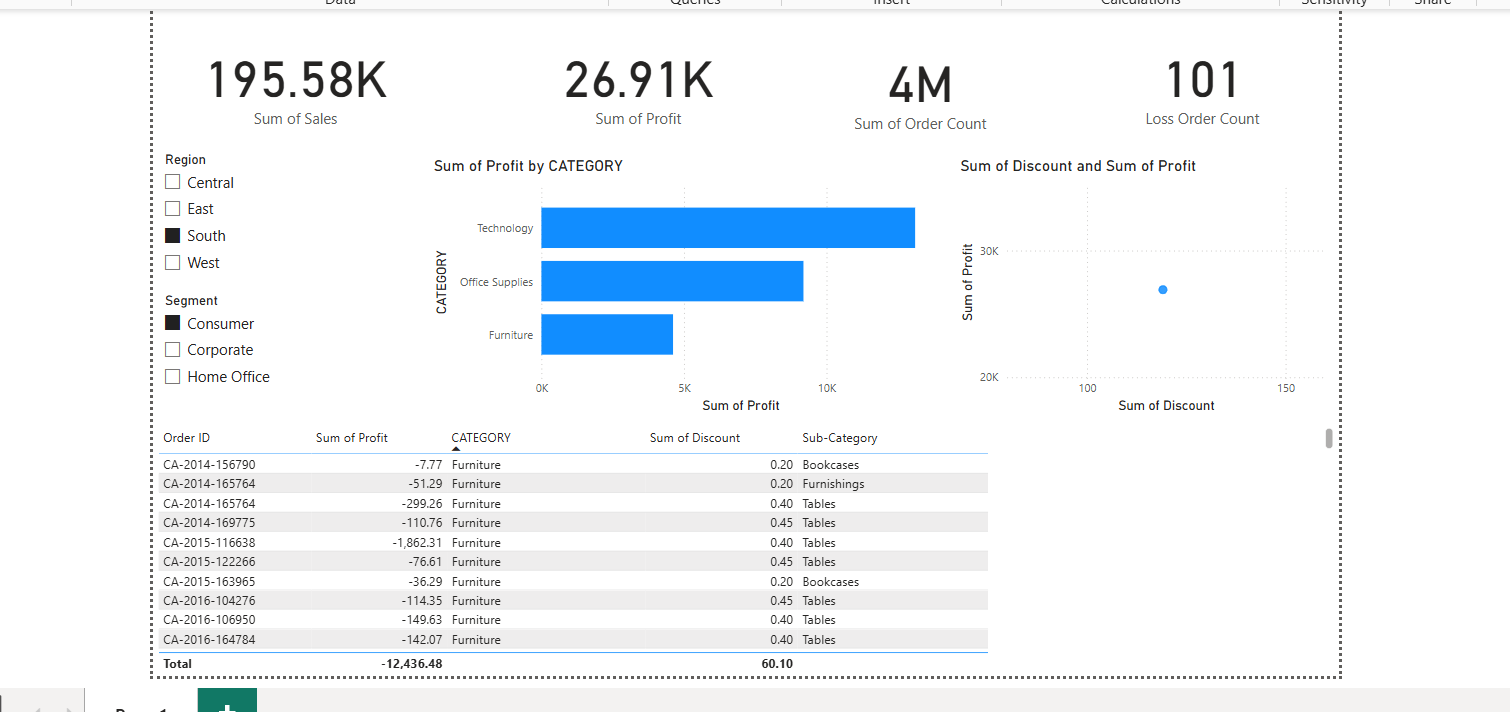 Data Queries Insert Calculations Sensitivity Share
195.58K 26.91K 4M 101
Sum of Sales Sum of Profit Sum of Order Count Loss Order Count
Region
Central
East
South
West
Segment
Consumer
Corporate
Home Office
Sum of Profit by CATEGORY
CATEGORY
Technology
Office Supplies
Furniture
0K 5K 10K
Sum of Profit
Sum of Discount and Sum of Profit
Sum of Profit
30K
20K
100 150
Sum of Discount
Order ID Sum of Profit CATEGORY Sum of Discount Sub-Category
CA-2014-156790 -7.77 Furniture 0.20 Bookcases
CA-2014-165764 -51.29 Furniture 0.20 Furnishings
CA-2014-165764 -299.26 Furniture 0.40 Tables
CA-2014-169775 -110.76 Furniture 0.45 Tables
CA-2015-116638 -1,862.31 Furniture 0.40 Tables
CA-2015-122266 -76.61 Furniture 0.45 Tables
CA-2015-163965 -36.29 Furniture 0.20 Bookcases
CA-2016-104276 -114.35 Furniture 0.45 Tables
CA-2016-106950 -149.63 Furniture 0.40 Tables
CA-2016-164784 -142.07 Furniture 0.40 Tables
Total -12,436.48 60.10